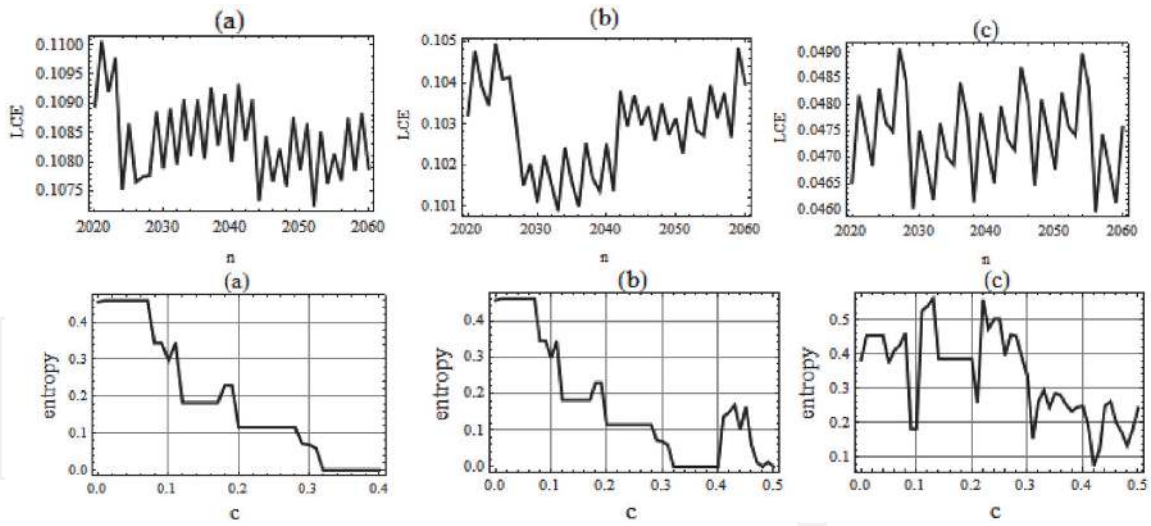 (a)
0.1100
0.1095
0.1090
0.1085
0.1080
0.1075
LCE
2020 2030 2040 2050 2060
n
(b)
0.105
0.104
0.103
0.102
0.101
LCE
2020 2030 2040 2050 2060
n
(c)
0.0490
0.0485
0.0480
0.0475
0.0470
0.0465
0.0460
LCE
2020 2030 2040 2050 2060
n
(a)
0.4
0.3
0.2
0.1
0.0
entropy
0.0 0.1 0.2 0.3 0.4
c
(b)
0.4
0.3
0.2
0.1
0.0
entropy
0.0 0.1 0.2 0.3 0.4 0.5
c
(c)
0.5
0.4
0.3
0.2
0.1
entropy
0.0 0.1 0.2 0.3 0.4 0.5
c